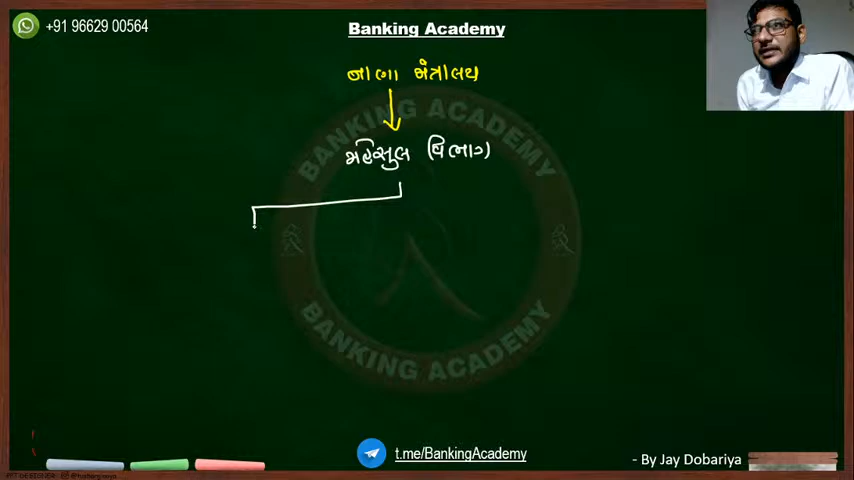 +91 96629 00564
Banking Academy
નાણા મંત્રાલય
મહેસુલ વિભાગ
BANKING ACADEMY
BANKING ACADEMY
t.me/BankingAcademy
- By Jay Dobariya